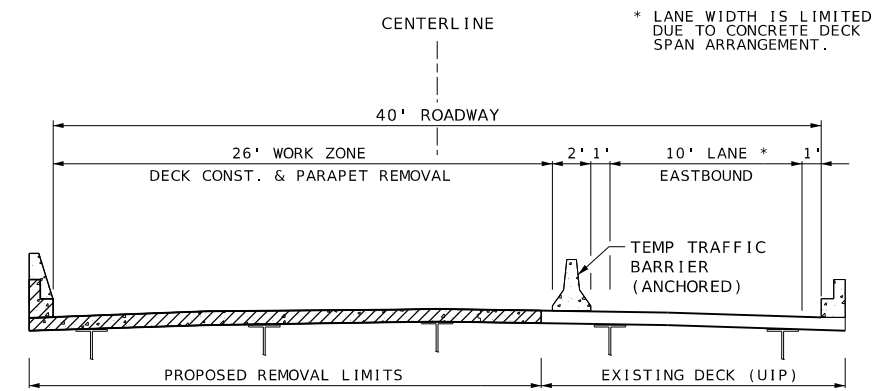 CENTERLINE
* LANE WIDTH IS LIMITED
DUE TO CONCRETE DECK
SPAN ARRANGEMENT.
40' ROADWAY
26' WORK ZONE
DECK CONST. & PARAPET REMOVAL
2'
1'
10' LANE *
EASTBOUND
1'
TEMP TRAFFIC
BARRIER
(ANCHORED)
PROPOSED REMOVAL LIMITS
EXISTING DECK (UIP)